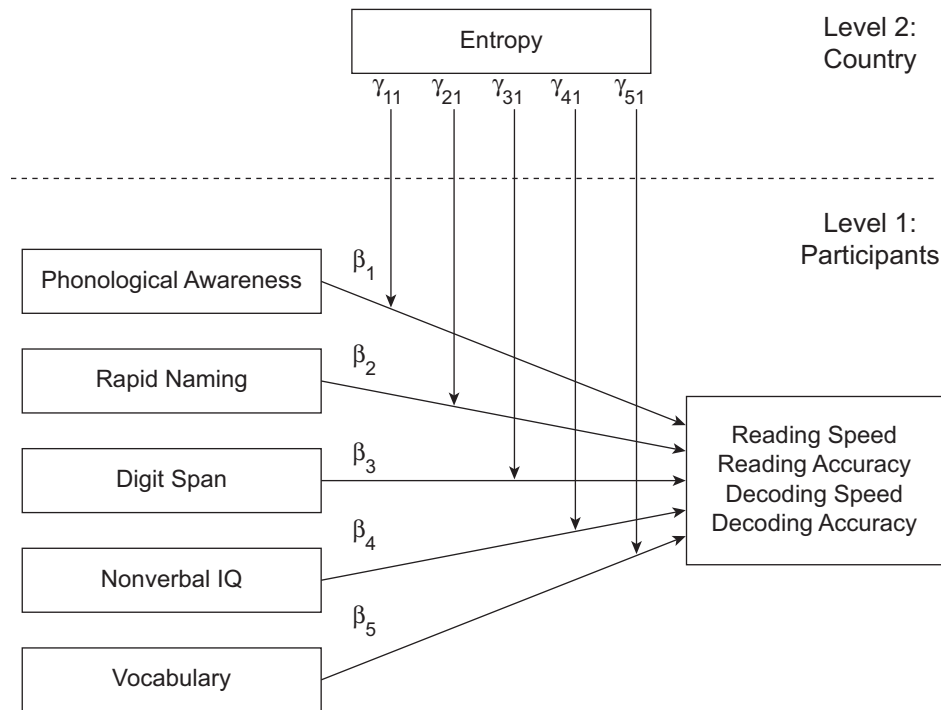 Entropy
Level 2:
Country
γ11 γ21 γ31 γ41 γ51
Level 1:
Participants
Phonological Awareness
β1
Rapid Naming
β2
Digit Span
β3
Nonverbal IQ
β4
Vocabulary
β5
Reading Speed
Reading Accuracy
Decoding Speed
Decoding Accuracy